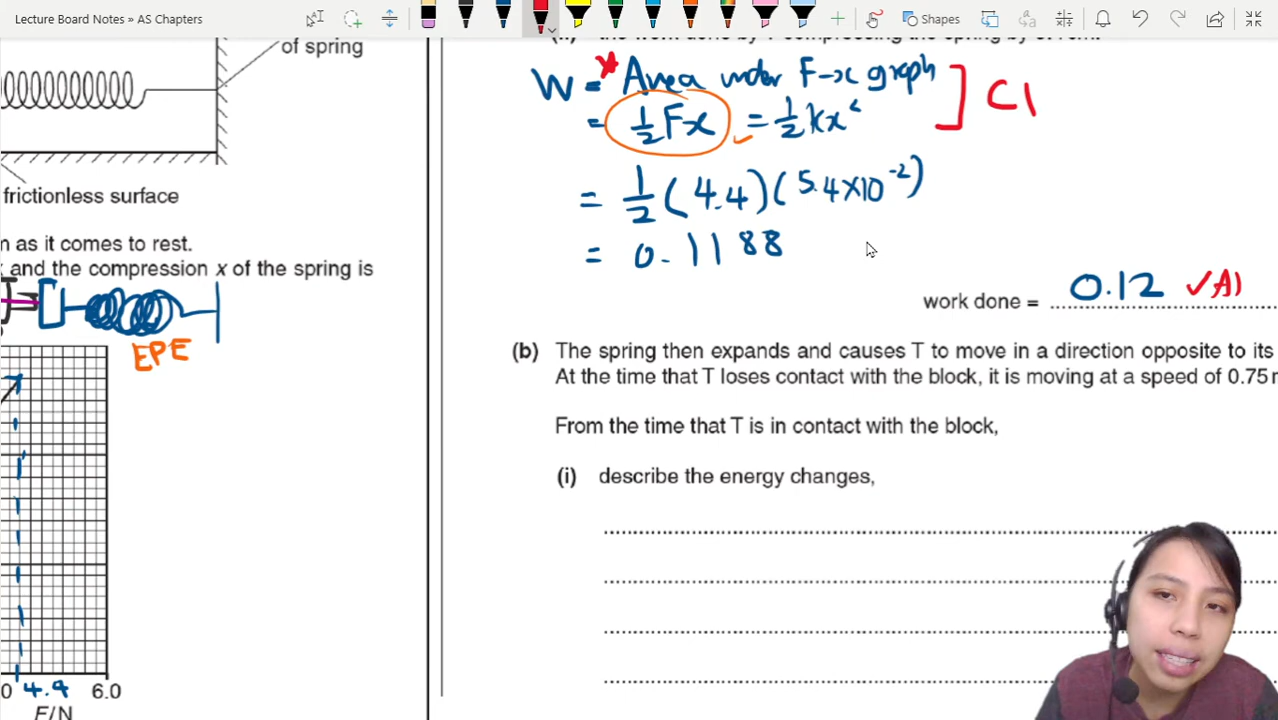 Lecture Board Notes » AS Chapters
Shapes
of spring
frictionless surface
as it comes to rest.
and the compression x of the spring is
EPE
0 4.4 6.0
F/N
W = * Area under F-x graph ] C1
= ½Fx ✓ = ½kx²
= ½(4.4)(5.4×10⁻²)
= 0.1188
work done = 0.12 ✓A1
(b) The spring then expands and causes T to move in a direction opposite to its
At the time that T loses contact with the block, it is moving at a speed of 0.75
From the time that T is in contact with the block,
(i) describe the energy changes,